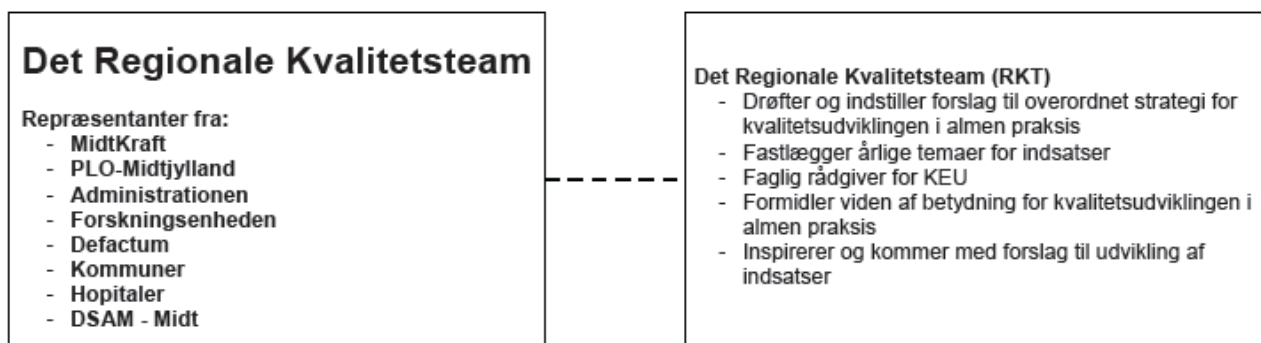 Det Regionale Kvalitetsteam
Repræsentanter fra:
- MidtKraft
- PLO-Midtjylland
- Administrationen
- Forskningsenheden
- Defactum
- Kommuner
- Hopitaler
- DSAM - Midt
Det Regionale Kvalitetsteam (RKT)
- Drøfter og indstiller forslag til overordnet strategi for
kvalitetsudviklingen i almen praksis
- Fastlægger årlige temaer for indsatser
- Faglig rådgiver for KEU
- Formidler viden af betydning for kvalitetsudviklingen i
almen praksis
- Inspirerer og kommer med forslag til udvikling af
indsatser